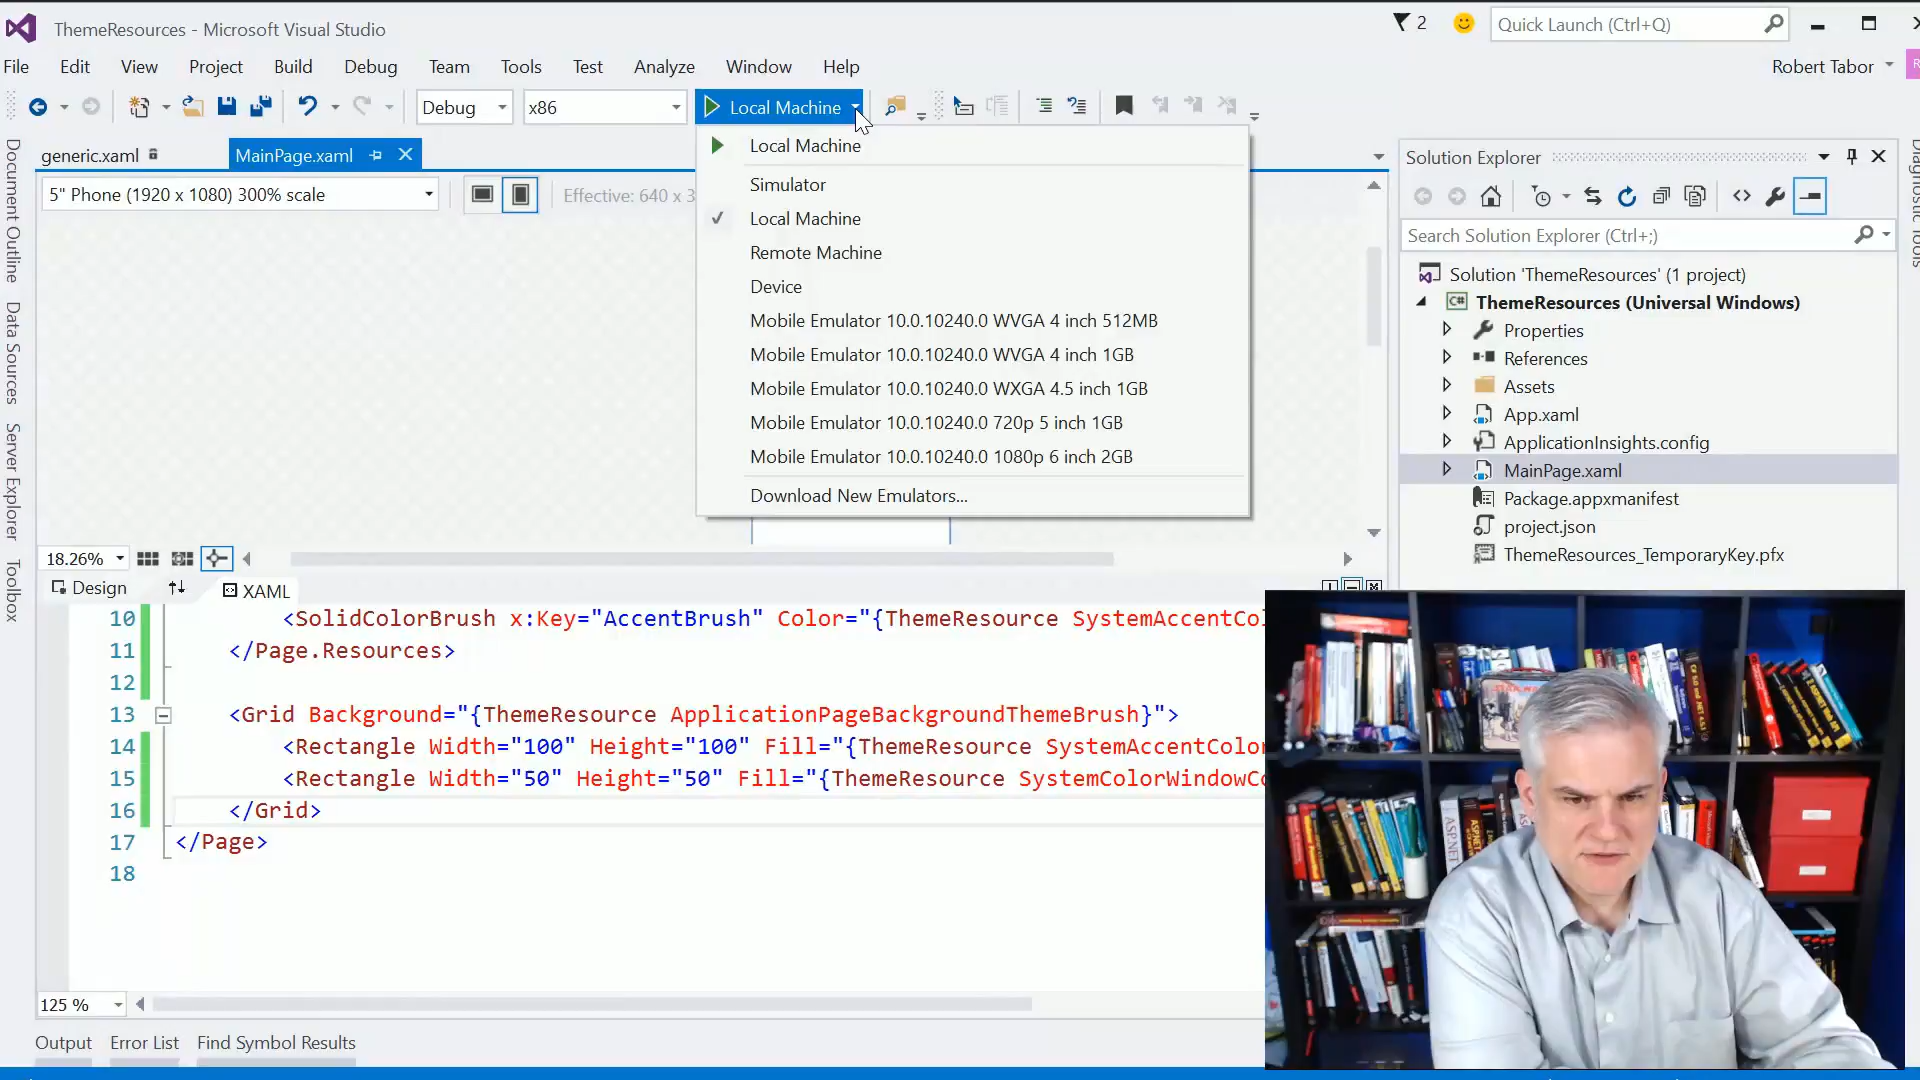 ThemeResources - Microsoft Visual Studio
2
Quick Launch (Ctrl+Q)
File Edit View Project Build Debug Team Tools Test Analyze Window Help
Robert Tabor
R
Debug
x86
Local Machine
generic.xaml
MainPage.xaml
5" Phone (1920 x 1080) 300% scale
Effective: 640 x 3
Local Machine
Simulator
Local Machine
Remote Machine
Device
Mobile Emulator 10.0.10240.0 WVGA 4 inch 512MB
Mobile Emulator 10.0.10240.0 WVGA 4 inch 1GB
Mobile Emulator 10.0.10240.0 WXGA 4.5 inch 1GB
Mobile Emulator 10.0.10240.0 720p 5 inch 1GB
Mobile Emulator 10.0.10240.0 1080p 6 inch 2GB
Download New Emulators...
Document Outline
Data Sources
Server Explorer
Toolbox
Solution Explorer
Search Solution Explorer (Ctrl+;)
Solution 'ThemeResources' (1 project)
C# ThemeResources (Universal Windows)
Properties
References
Assets
App.xaml
ApplicationInsights.config
MainPage.xaml
Package.appxmanifest
project.json
ThemeResources_TemporaryKey.pfx
Diagnostic Tools
18.26%
Design
XAML
10 <SolidColorBrush x:Key="AccentBrush" Color="{ThemeResource SystemAccentCo
11 </Page.Resources>
12
13 <Grid Background="{ThemeResource ApplicationPageBackgroundThemeBrush}">
14 <Rectangle Width="100" Height="100" Fill="{ThemeResource SystemAccentColor
15 <Rectangle Width="50" Height="50" Fill="{ThemeResource SystemColorWindowCo
16 </Grid>
17 </Page>
18
125 %
Output Error List Find Symbol Results